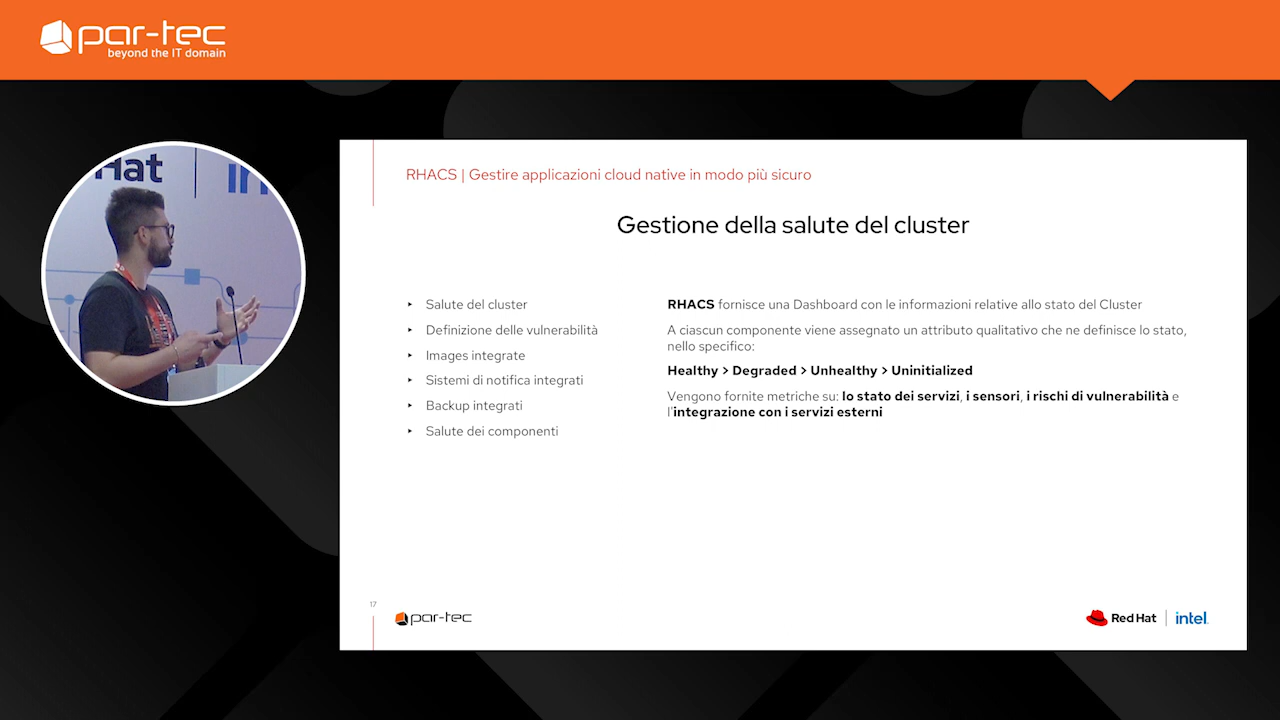 par-tec
beyond the IT domain
Hat
in
RHACS | Gestire applicazioni cloud native in modo più sicuro
Gestione della salute del cluster
‣ Salute del cluster
‣ Definizione delle vulnerabilità
‣ Images integrate
‣ Sistemi di notifica integrati
‣ Backup integrati
‣ Salute dei componenti
RHACS fornisce una Dashboard con le informazioni relative allo stato del Cluster
A ciascun componente viene assegnato un attributo qualitativo che ne definisce lo stato,
nello specifico:
Healthy > Degraded > Unhealthy > Uninitialized
Vengono fornite metriche su: lo stato dei servizi, i sensori, i rischi di vulnerabilità e
l'integrazione con i servizi esterni
17
par-tec
Red Hat | intel.